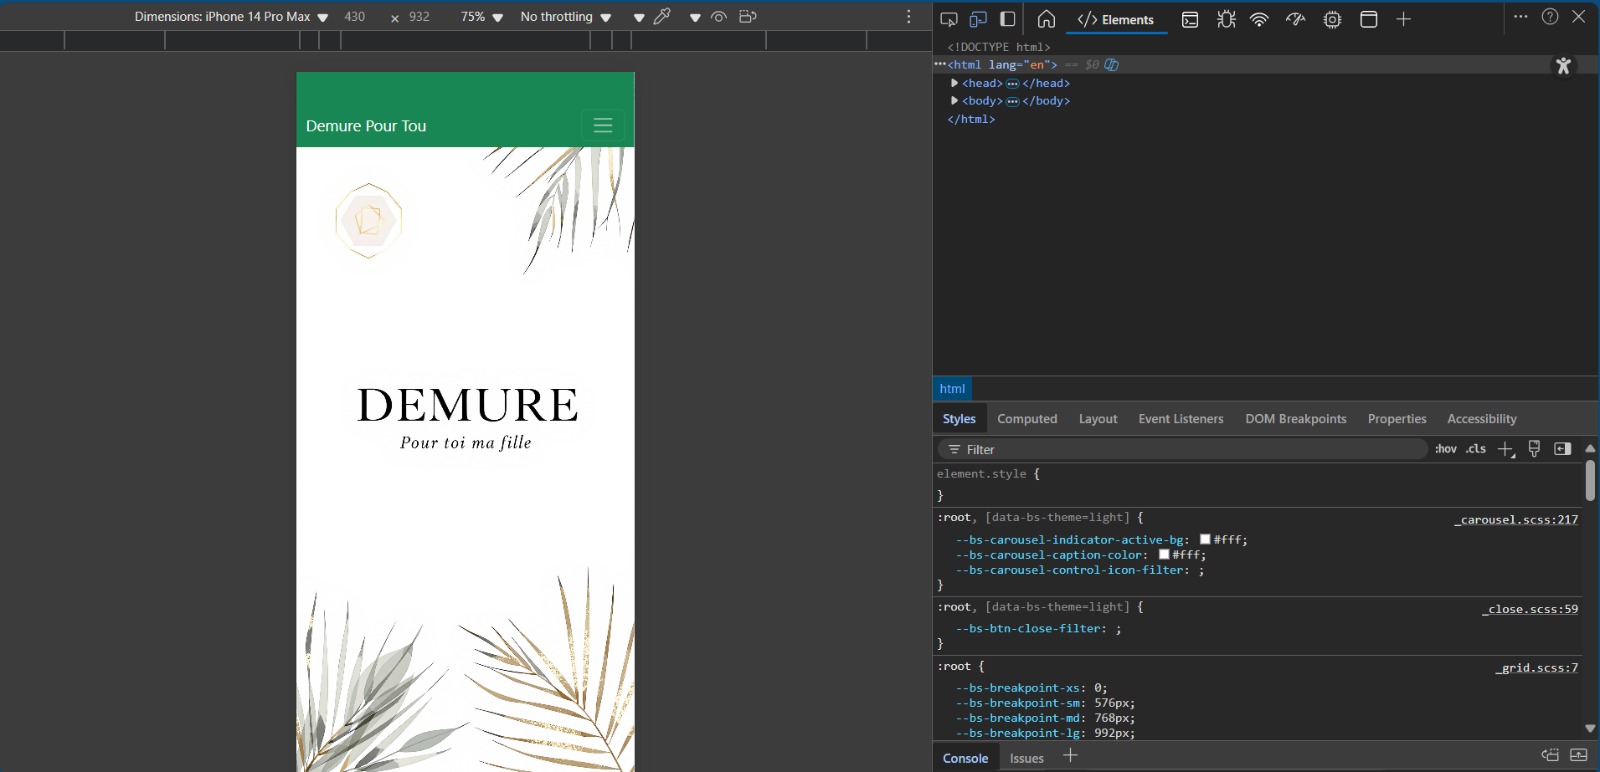 Dimensions: iPhone 14 Pro Max 430 × 932 75% No throttling
Demure Pour Tou
DEMURE
Pour toi ma fille
</> Elements
<!DOCTYPE html>
<html lang="en"> == $0
<head> </head>
<body> </body>
</html>
html
Styles Computed Layout Event Listeners DOM Breakpoints Properties Accessibility
Filter :hov .cls
element.style {
}
:root, [data-bs-theme=light] { _carousel.scss:217
--bs-carousel-indicator-active-bg: #fff;
--bs-carousel-caption-color: #fff;
--bs-carousel-control-icon-filter: ;
}
:root, [data-bs-theme=light] { _close.scss:59
--bs-btn-close-filter: ;
}
:root { _grid.scss:7
--bs-breakpoint-xs: 0;
--bs-breakpoint-sm: 576px;
--bs-breakpoint-md: 768px;
--bs-breakpoint-lg: 992px;
Console Issues